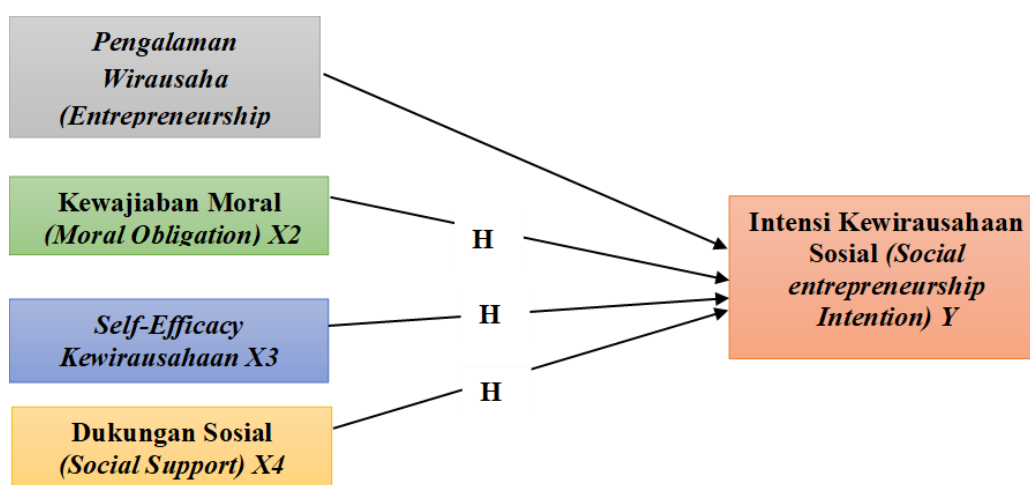 Pengalaman
Wirausaha
(Entrepreneurship
Kewajiban Moral
(Moral Obligation) X2
Self-Efficacy
Kewirausahaan X3
Dukungan Sosial
(Social Support) X4
H
H
H
Intensi Kewirausahaan
Sosial (Social
entrepreneurship
Intention) Y